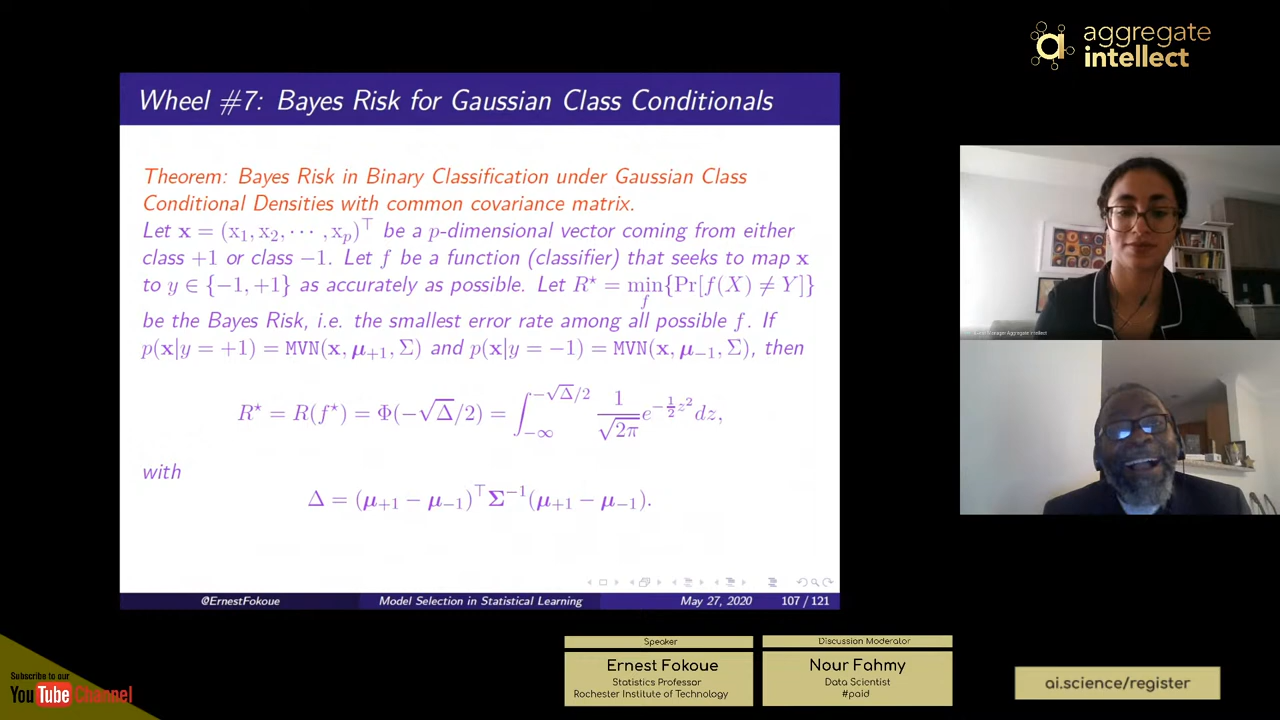 aggregate
intellect
Wheel #7: Bayes Risk for Gaussian Class Conditionals
Theorem: Bayes Risk in Binary Classification under Gaussian Class
Conditional Densities with common covariance matrix.
Let x = (x₁, x₂, ⋯ , xₚ)^⊤ be a p-dimensional vector coming from either
class +1 or class −1. Let f be a function (classifier) that seeks to map x
to y ∈ {−1, +1} as accurately as possible. Let R* = min_f {Pr[f(X) ≠ Y]}
be the Bayes Risk, i.e. the smallest error rate among all possible f. If
p(x|y = +1) = MVN(x, μ₊₁, Σ) and p(x|y = −1) = MVN(x, μ₋₁, Σ), then
R* = R(f*) = Φ(−√Δ/2) = ∫_{−∞}^{−√Δ/2} 1/√2π e^{−½z²} dz,
with
Δ = (μ₊₁ − μ₋₁)^⊤ Σ⁻¹ (μ₊₁ − μ₋₁).
@ErnestFokoue Model Selection in Statistical Learning May 27, 2020 107 / 121
Manager Aggregate Intellect
Subscribe to our
YouTube Channel
Speaker
Ernest Fokoue
Statistics Professor
Rochester Institute of Technology
Discussion Moderator
Nour Fahmy
Data Scientist
#paid
ai.science/register